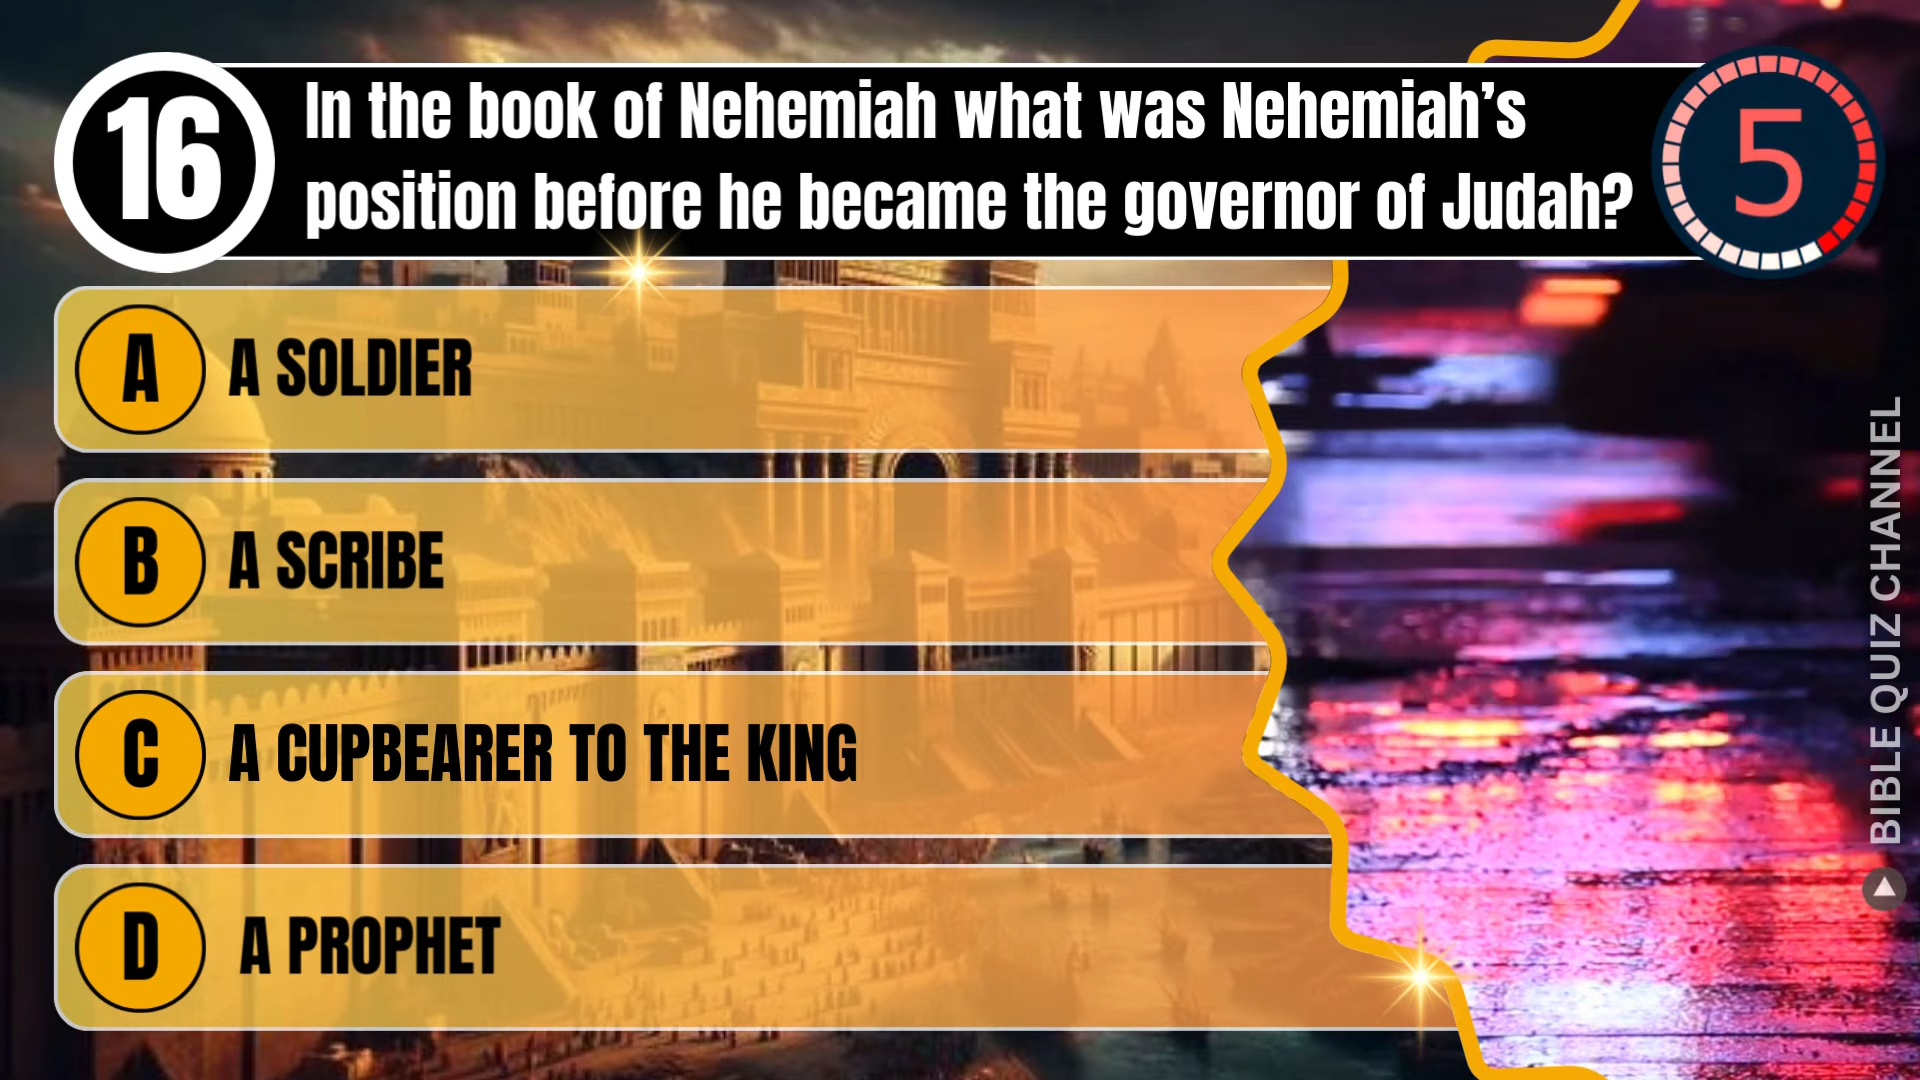 16
In the book of Nehemiah what was Nehemiah’s
position before he became the governor of Judah?
5
A A SOLDIER
B A SCRIBE
C A CUPBEARER TO THE KING
D A PROPHET
BIBLE QUIZ CHANNEL